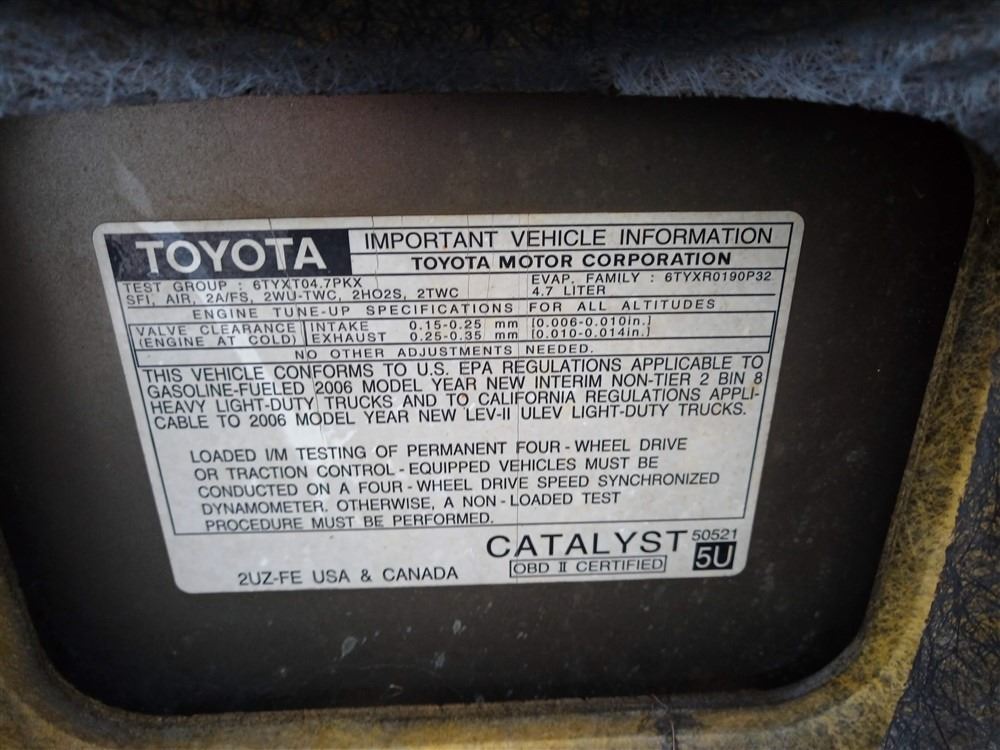 TOYOTA
IMPORTANT VEHICLE INFORMATION
TOYOTA MOTOR CORPORATION
TEST GROUP : 6TYXT04.7PKX
EVAP. FAMILY : 6TYXR0190P32
SFI, AIR, 2A/FS, 2WU-TWC, 2HO2S, 2TWC
4.7 LITER
ENGINE TUNE-UP SPECIFICATIONS FOR ALL ALTITUDES
VALVE CLEARANCE INTAKE 0.15-0.25 mm [0.006-0.010in.]
(ENGINE AT COLD) EXHAUST 0.25-0.35 mm [0.010-0.014in.]
NO OTHER ADJUSTMENTS NEEDED.
THIS VEHICLE CONFORMS TO U.S. EPA REGULATIONS APPLICABLE TO
GASOLINE-FUELED 2006 MODEL YEAR NEW INTERIM NON-TIER 2 BIN 8
HEAVY LIGHT-DUTY TRUCKS AND TO CALIFORNIA REGULATIONS APPLI-
CABLE TO 2006 MODEL YEAR NEW LEV-II ULEV LIGHT-DUTY TRUCKS.
LOADED I/M TESTING OF PERMANENT FOUR-WHEEL DRIVE
OR TRACTION CONTROL-EQUIPPED VEHICLES MUST BE
CONDUCTED ON A FOUR-WHEEL DRIVE SPEED SYNCHRONIZED
DYNAMOMETER. OTHERWISE, A NON-LOADED TEST
PROCEDURE MUST BE PERFORMED.
CATALYST
50521
5U
2UZ-FE USA & CANADA
OBD II CERTIFIED